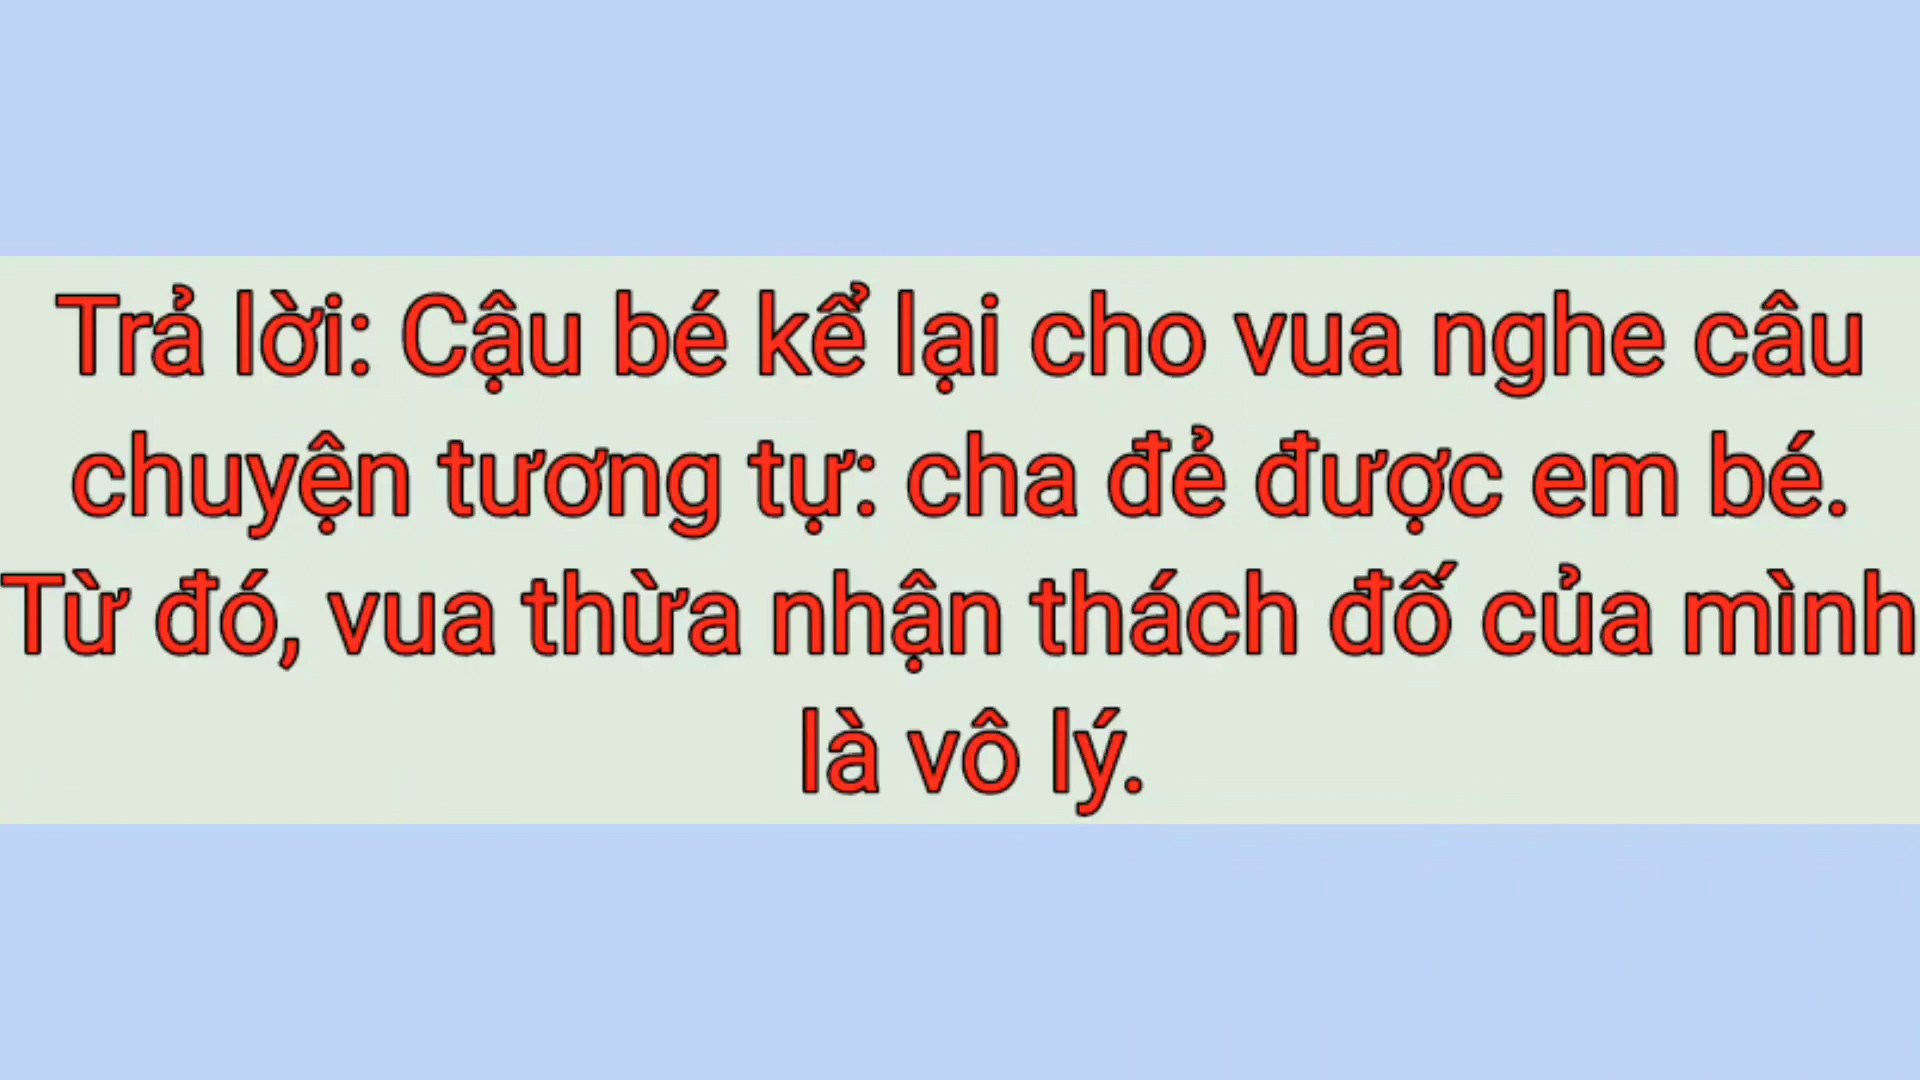 Trả lời: Cậu bé kể lại cho vua nghe câu
chuyện tương tự: cha đẻ được em bé.
Từ đó, vua thừa nhận thách đố của mình
là vô lý.